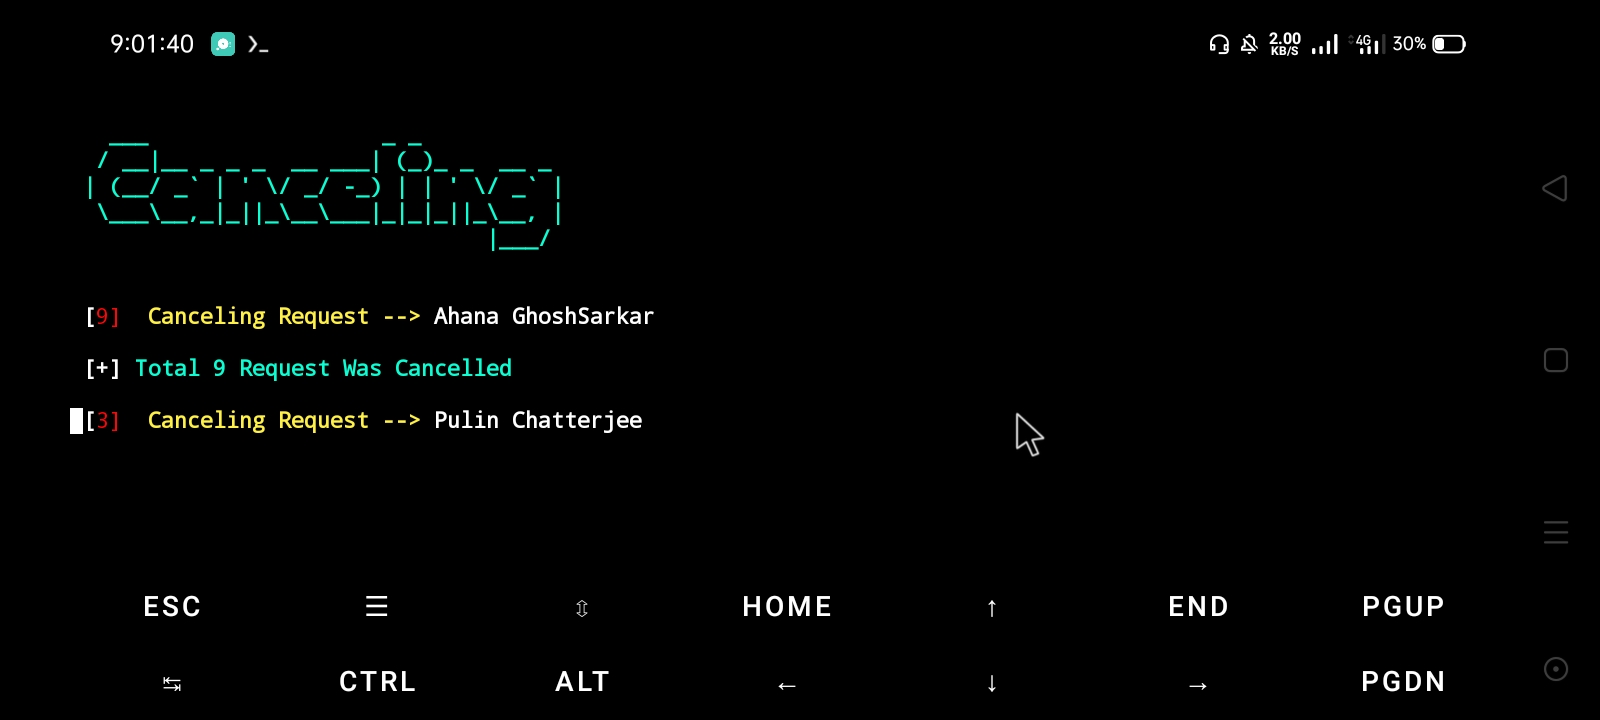 9:01:40 2.00 KB/S 4G 30%
Canceling
[9] Canceling Request --> Ahana GhoshSarkar
[+] Total 9 Request Was Cancelled
[3] Canceling Request --> Pulin Chatterjee
ESC ☰ ⇳ HOME ↑ END PGUP
↹ CTRL ALT ← ↓ → PGDN